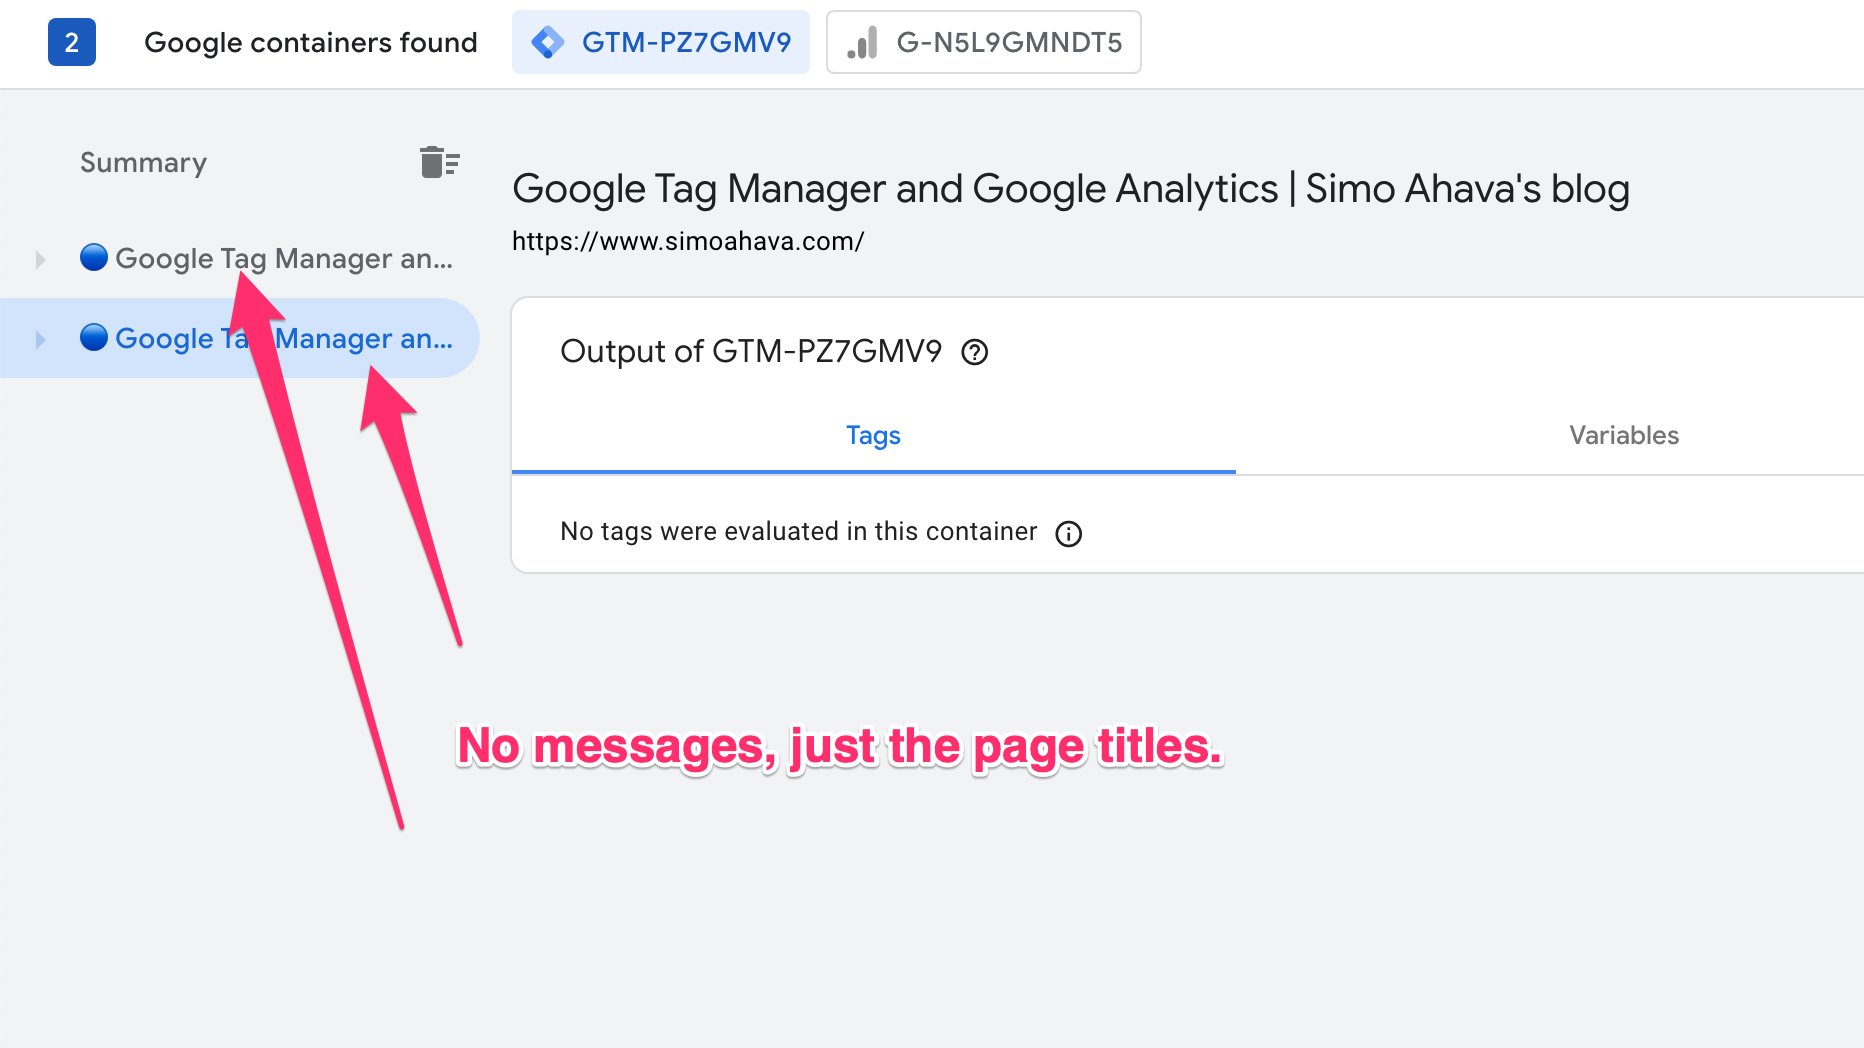 2 Google containers found GTM-PZ7GMV9 G-N5L9GMNDT5
Summary
Google Tag Manager an...
Google Tag Manager an...
Google Tag Manager and Google Analytics | Simo Ahava's blog
https://www.simoahava.com/
Output of GTM-PZ7GMV9
Tags Variables
No tags were evaluated in this container
No messages, just the page titles.